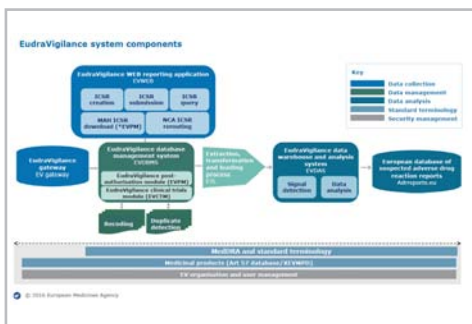 EudraVigilance system components
EudraVigilance WEB reporting application
EVWEB
ICSR
creation
ICSR
submission
ICSR
query
MAH ICSR
download (*EVPM)
NCA ICSR
rerouting
Key
Data collection
Data management
Data analysis
Standard terminology
Security management
EudraVigilance
gateway
EV gateway
EudraVigilance database
management system
EVDBMS
EudraVigilance post-
authorisation module (EVPM)
EudraVigilance clinical trials
module (EVCTM)
Recoding
Duplicate
detection
Extraction,
transformation
and loading
process
ETL
EudraVigilance data
warehouse and analysis
system
EVDAS
Signal
detection
Data
analysis
European database of
suspected adverse drug
reaction reports
Adrreports.eu
MedDRA and standard terminology
Medicinal products [Art 57 database/XEVMPD]
EV organisation and user management
© 2016 European Medicines Agency